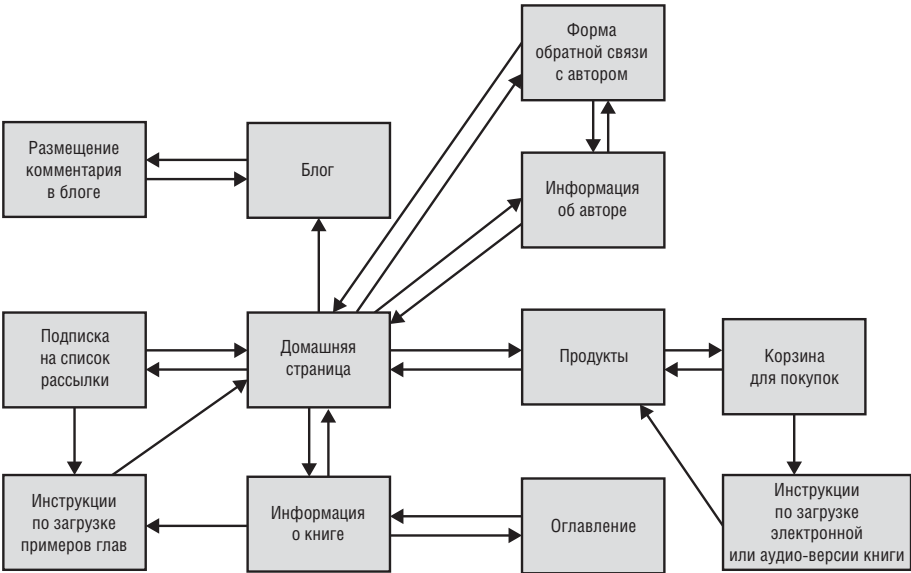 Форма
обратной связи
с автором
Размещение
комментария
в блоге
Блог
Информация
об авторе
Подписка
на список
рассылки
Домашняя
страница
Продукты
Корзина
для покупок
Инструкции
по загрузке
примеров глав
Информация
о книге
Оглавление
Инструкции
по загрузке
электронной
или аудио-версии книги